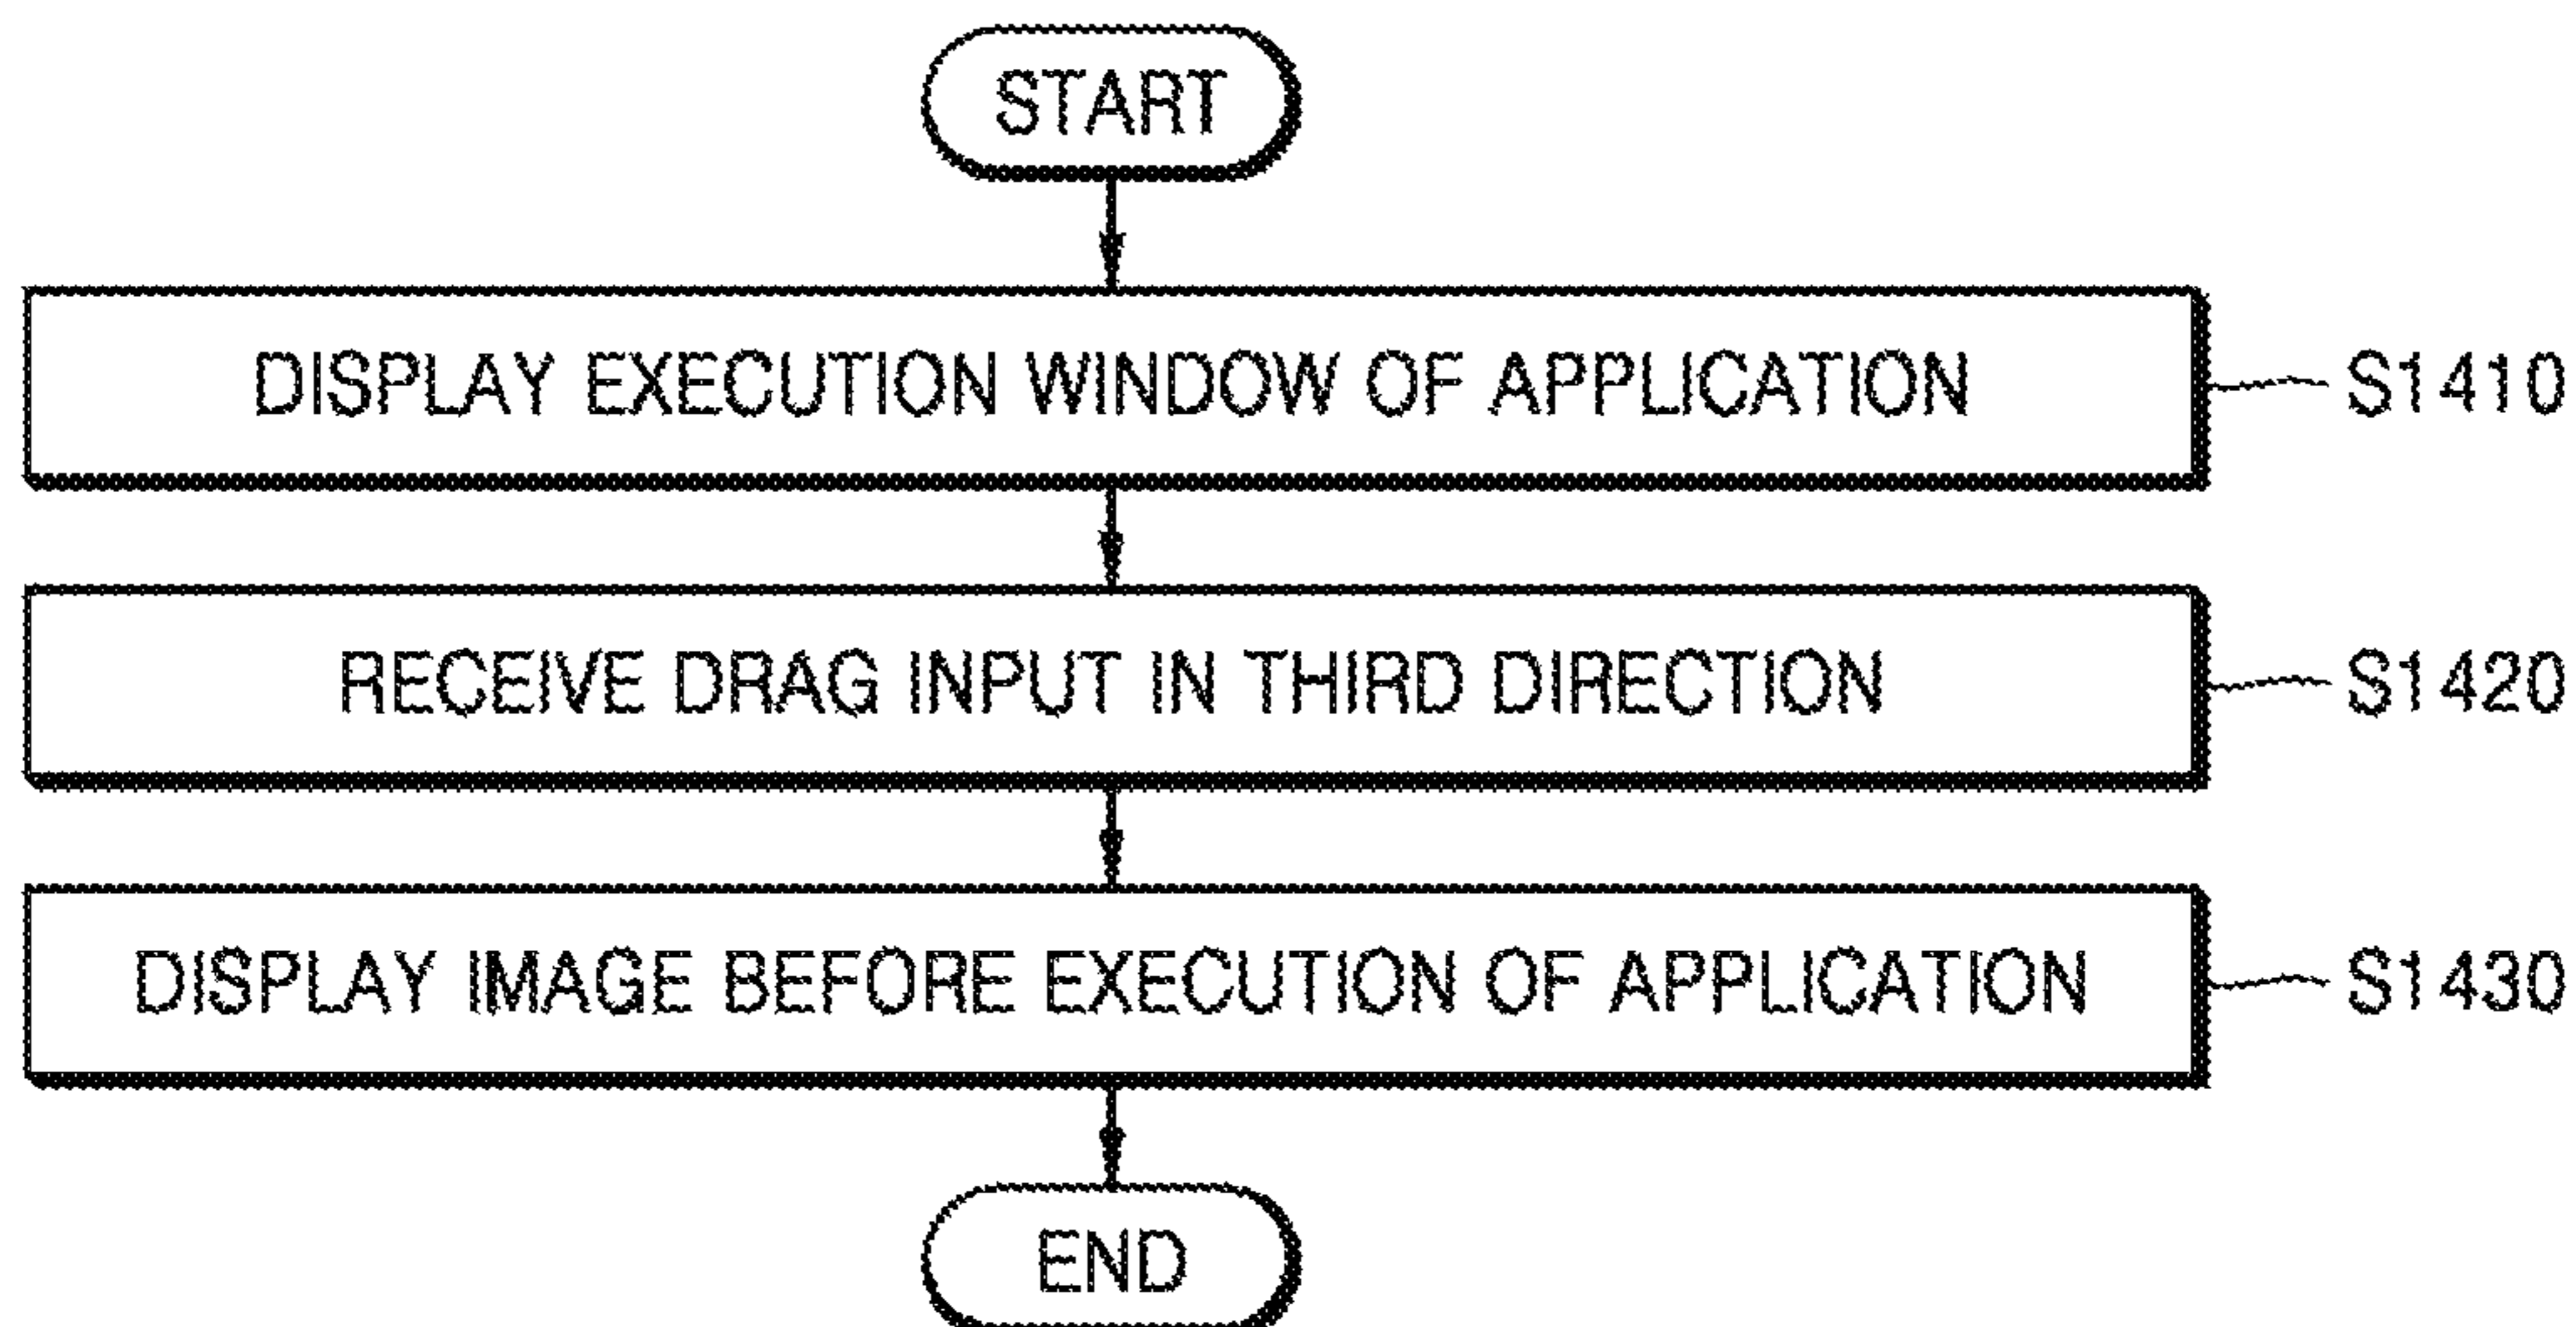 START
DISPLAY EXECUTION WINDOW OF APPLICATION
S1410
RECEIVE DRAG INPUT IN THIRD DIRECTION
S1420
DISPLAY IMAGE BEFORE EXECUTION OF APPLICATION
S1430
END